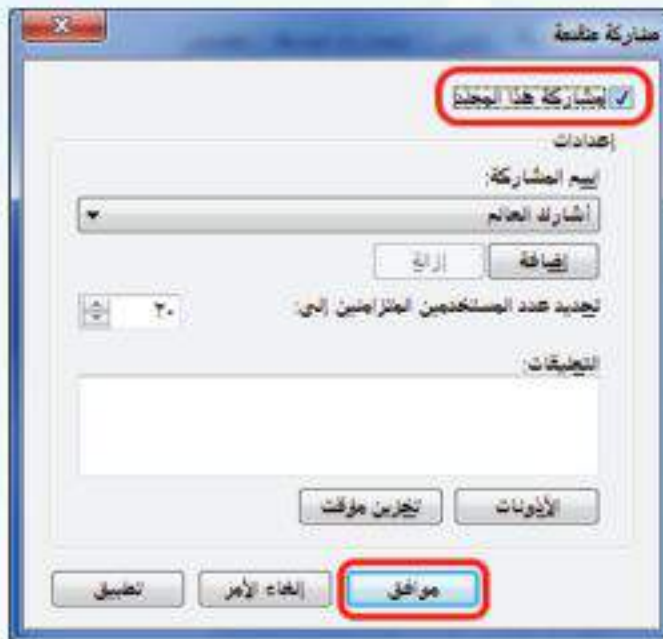 مشاركة متقدمة
مشاركة هذا المجلد
إعدادات
اسم المشاركة:
أشارك العالم
إضافة إزالة
تحديد عدد المستخدمين المتزامنين إلى: ٢٠
التعليقات:
الأذونات تخزين مؤقت
موافق إلغاء الأمر تطبيق